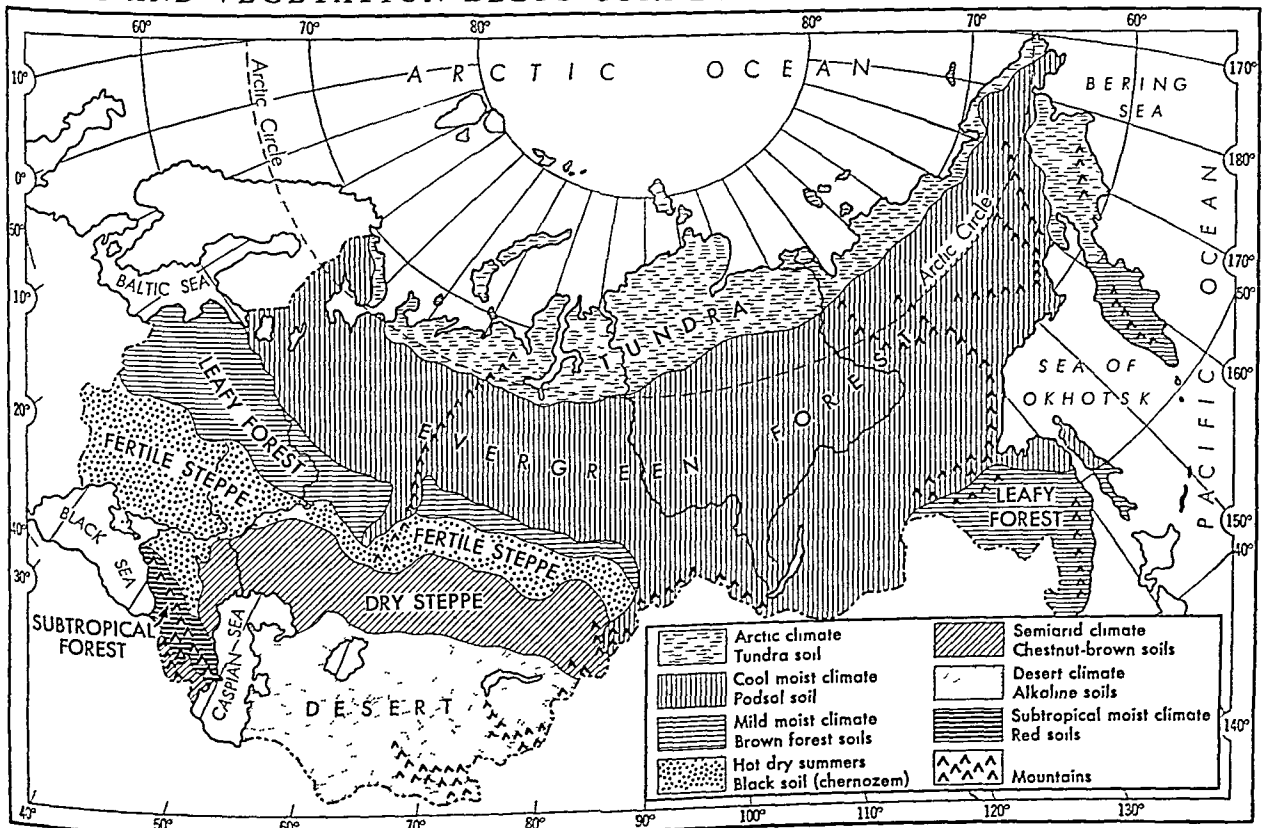 AND VEGETATION BELTS
60° 70° 80° 80° 70° 60°
10° 170°
ARCTIC OCEAN
BERING
SEA
Arctic Circle
0° 180°
50°
BALTIC SEA
TUNDRA
Arctic Circle
PACIFIC OCEAN
170°
10° 50°
SEA OF
OKHOTSK
160°
LEAFY FOREST
20°
EVERGREEN FOREST
FERTILE STEPPE
LEAFY
FOREST
BLACK
SEA
40°
FERTILE STEPPE
150°
40°
30°
DRY STEPPE
SUBTROPICAL
FOREST
CASPIAN SEA
DESERT
140°
Arctic climate
Tundra soil
Cool moist climate
Podsol soil
Mild moist climate
Brown forest soils
Hot dry summers
Black soil (chernozem)
Semiarid climate
Chestnut-brown soils
Desert climate
Alkaline soils
Subtropical moist climate
Red soils
Mountains
40° 50° 60° 70° 80° 90° 100° 110° 120° 130°